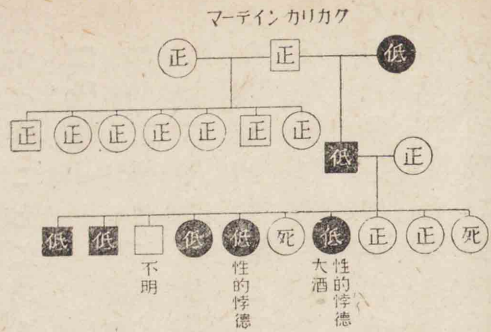 マーテイン カリカク
正 正 低
正 正 正 正 正 正 正
低 正
低 低 低 低 死 低 正 正 死
不明
性的悖德
大酒
性的悖德